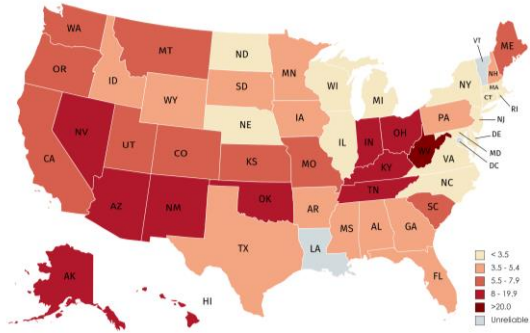 WA
MT
ND
MN
VT
ME
OR
ID
SD
WI
NY
NH
MA
CT
RI
WY
MI
NV
NE
IA
PA
NJ
CA
UT
CO
IL
IN
OH
WV
DE
MD
DC
VA
KS
MO
KY
AZ
NM
OK
TN
NC
AR
SC
TX
LA
MS
AL
GA
AK
HI
FL
< 3.5
3.5 - 5.4
5.5 - 7.9
8 - 19.9
>20.0
Unreliable